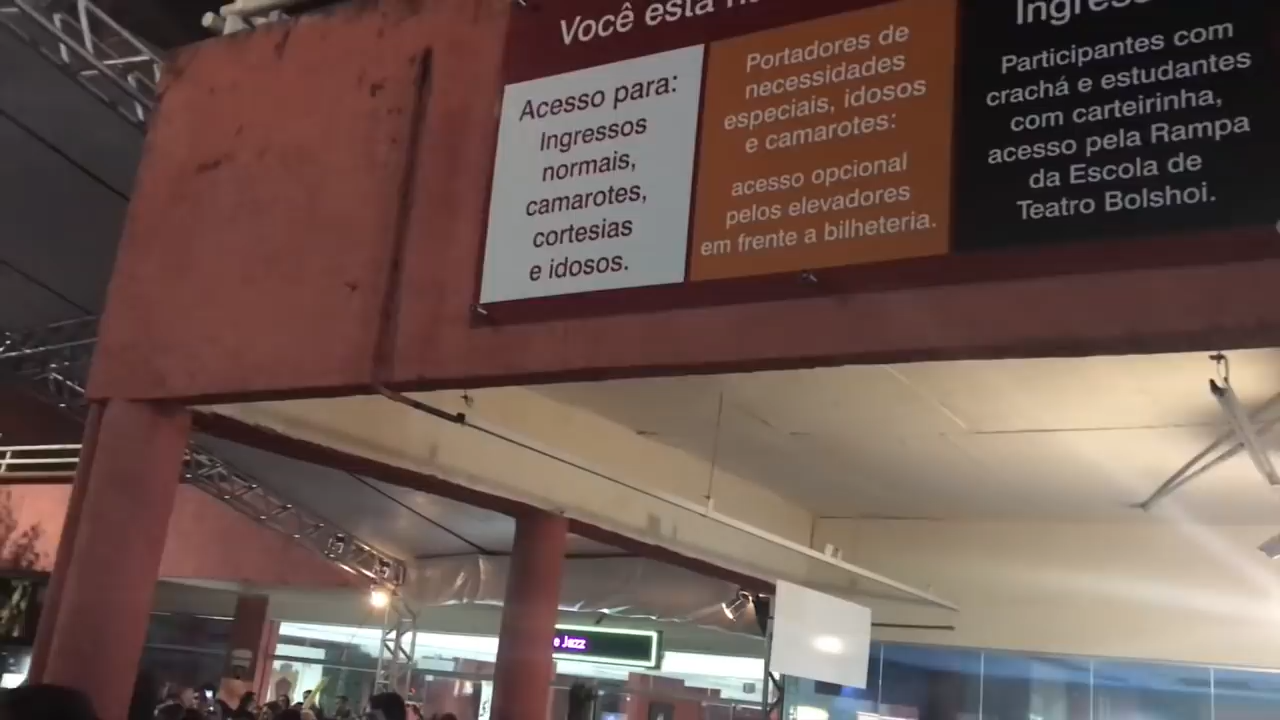 Você está
Acesso para:
Ingressos
normais,
camarotes,
cortesias
e idosos.
Portadores de
necessidades
especiais, idosos
e camarotes:
acesso opcional
pelos elevadores
em frente a bilheteria.
Participantes com
crachá e estudantes
com carteirinha,
acesso pela Rampa
da Escola de
Teatro Bolshoi.
e Jazz